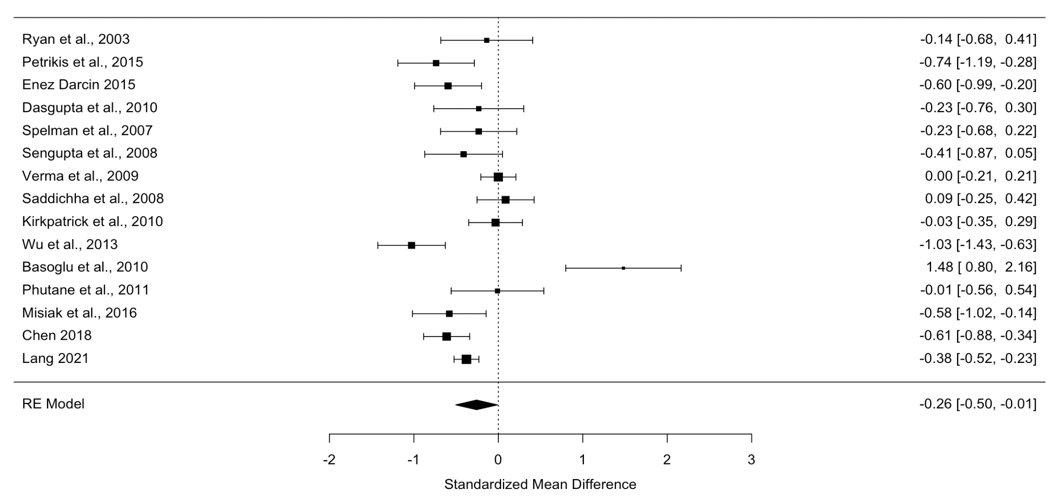 Ryan et al., 2003 -0.14 [-0.68, 0.41]
Petrikis et al., 2015 -0.74 [-1.19, -0.28]
Enez Darcin 2015 -0.60 [-0.99, -0.20]
Dasgupta et al., 2010 -0.23 [-0.76, 0.30]
Spelman et al., 2007 -0.23 [-0.68, 0.22]
Sengupta et al., 2008 -0.41 [-0.87, 0.05]
Verma et al., 2009 0.00 [-0.21, 0.21]
Saddichha et al., 2008 0.09 [-0.25, 0.42]
Kirkpatrick et al., 2010 -0.03 [-0.35, 0.29]
Wu et al., 2013 -1.03 [-1.43, -0.63]
Basoglu et al., 2010 1.48 [ 0.80, 2.16]
Phutane et al., 2011 -0.01 [-0.56, 0.54]
Misiak et al., 2016 -0.58 [-1.02, -0.14]
Chen 2018 -0.61 [-0.88, -0.34]
Lang 2021 -0.38 [-0.52, -0.23]
RE Model -0.26 [-0.50, -0.01]
-2 -1 0 1 2 3
Standardized Mean Difference